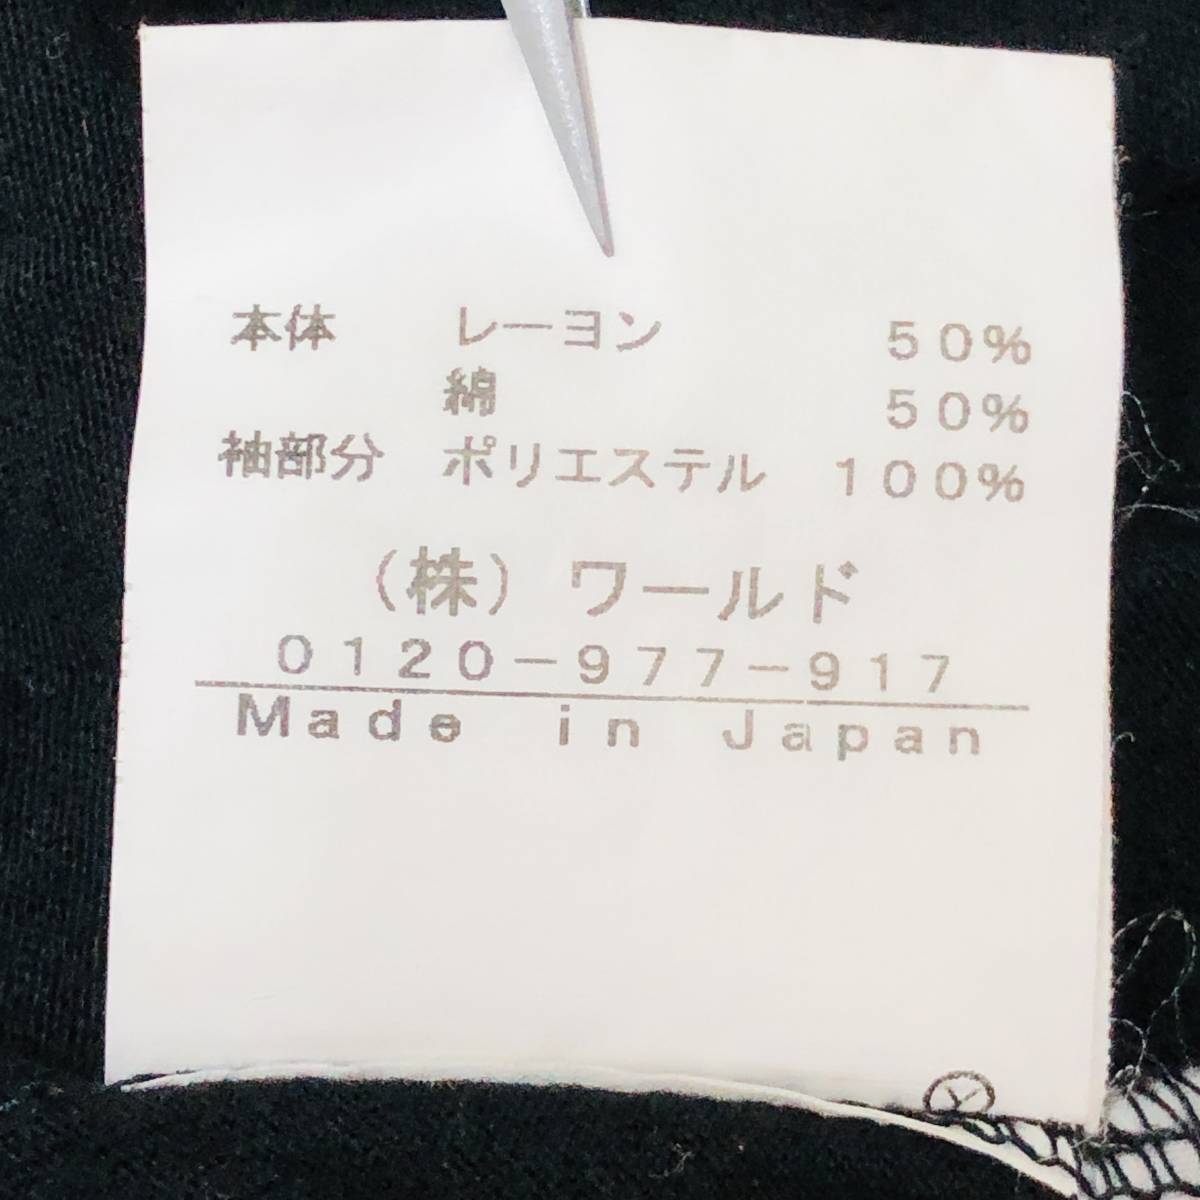 本体 レーヨン 50%
綿 50%
袖部分 ポリエステル 100%
(株) ワールド
0120-977-917
Made in Japan